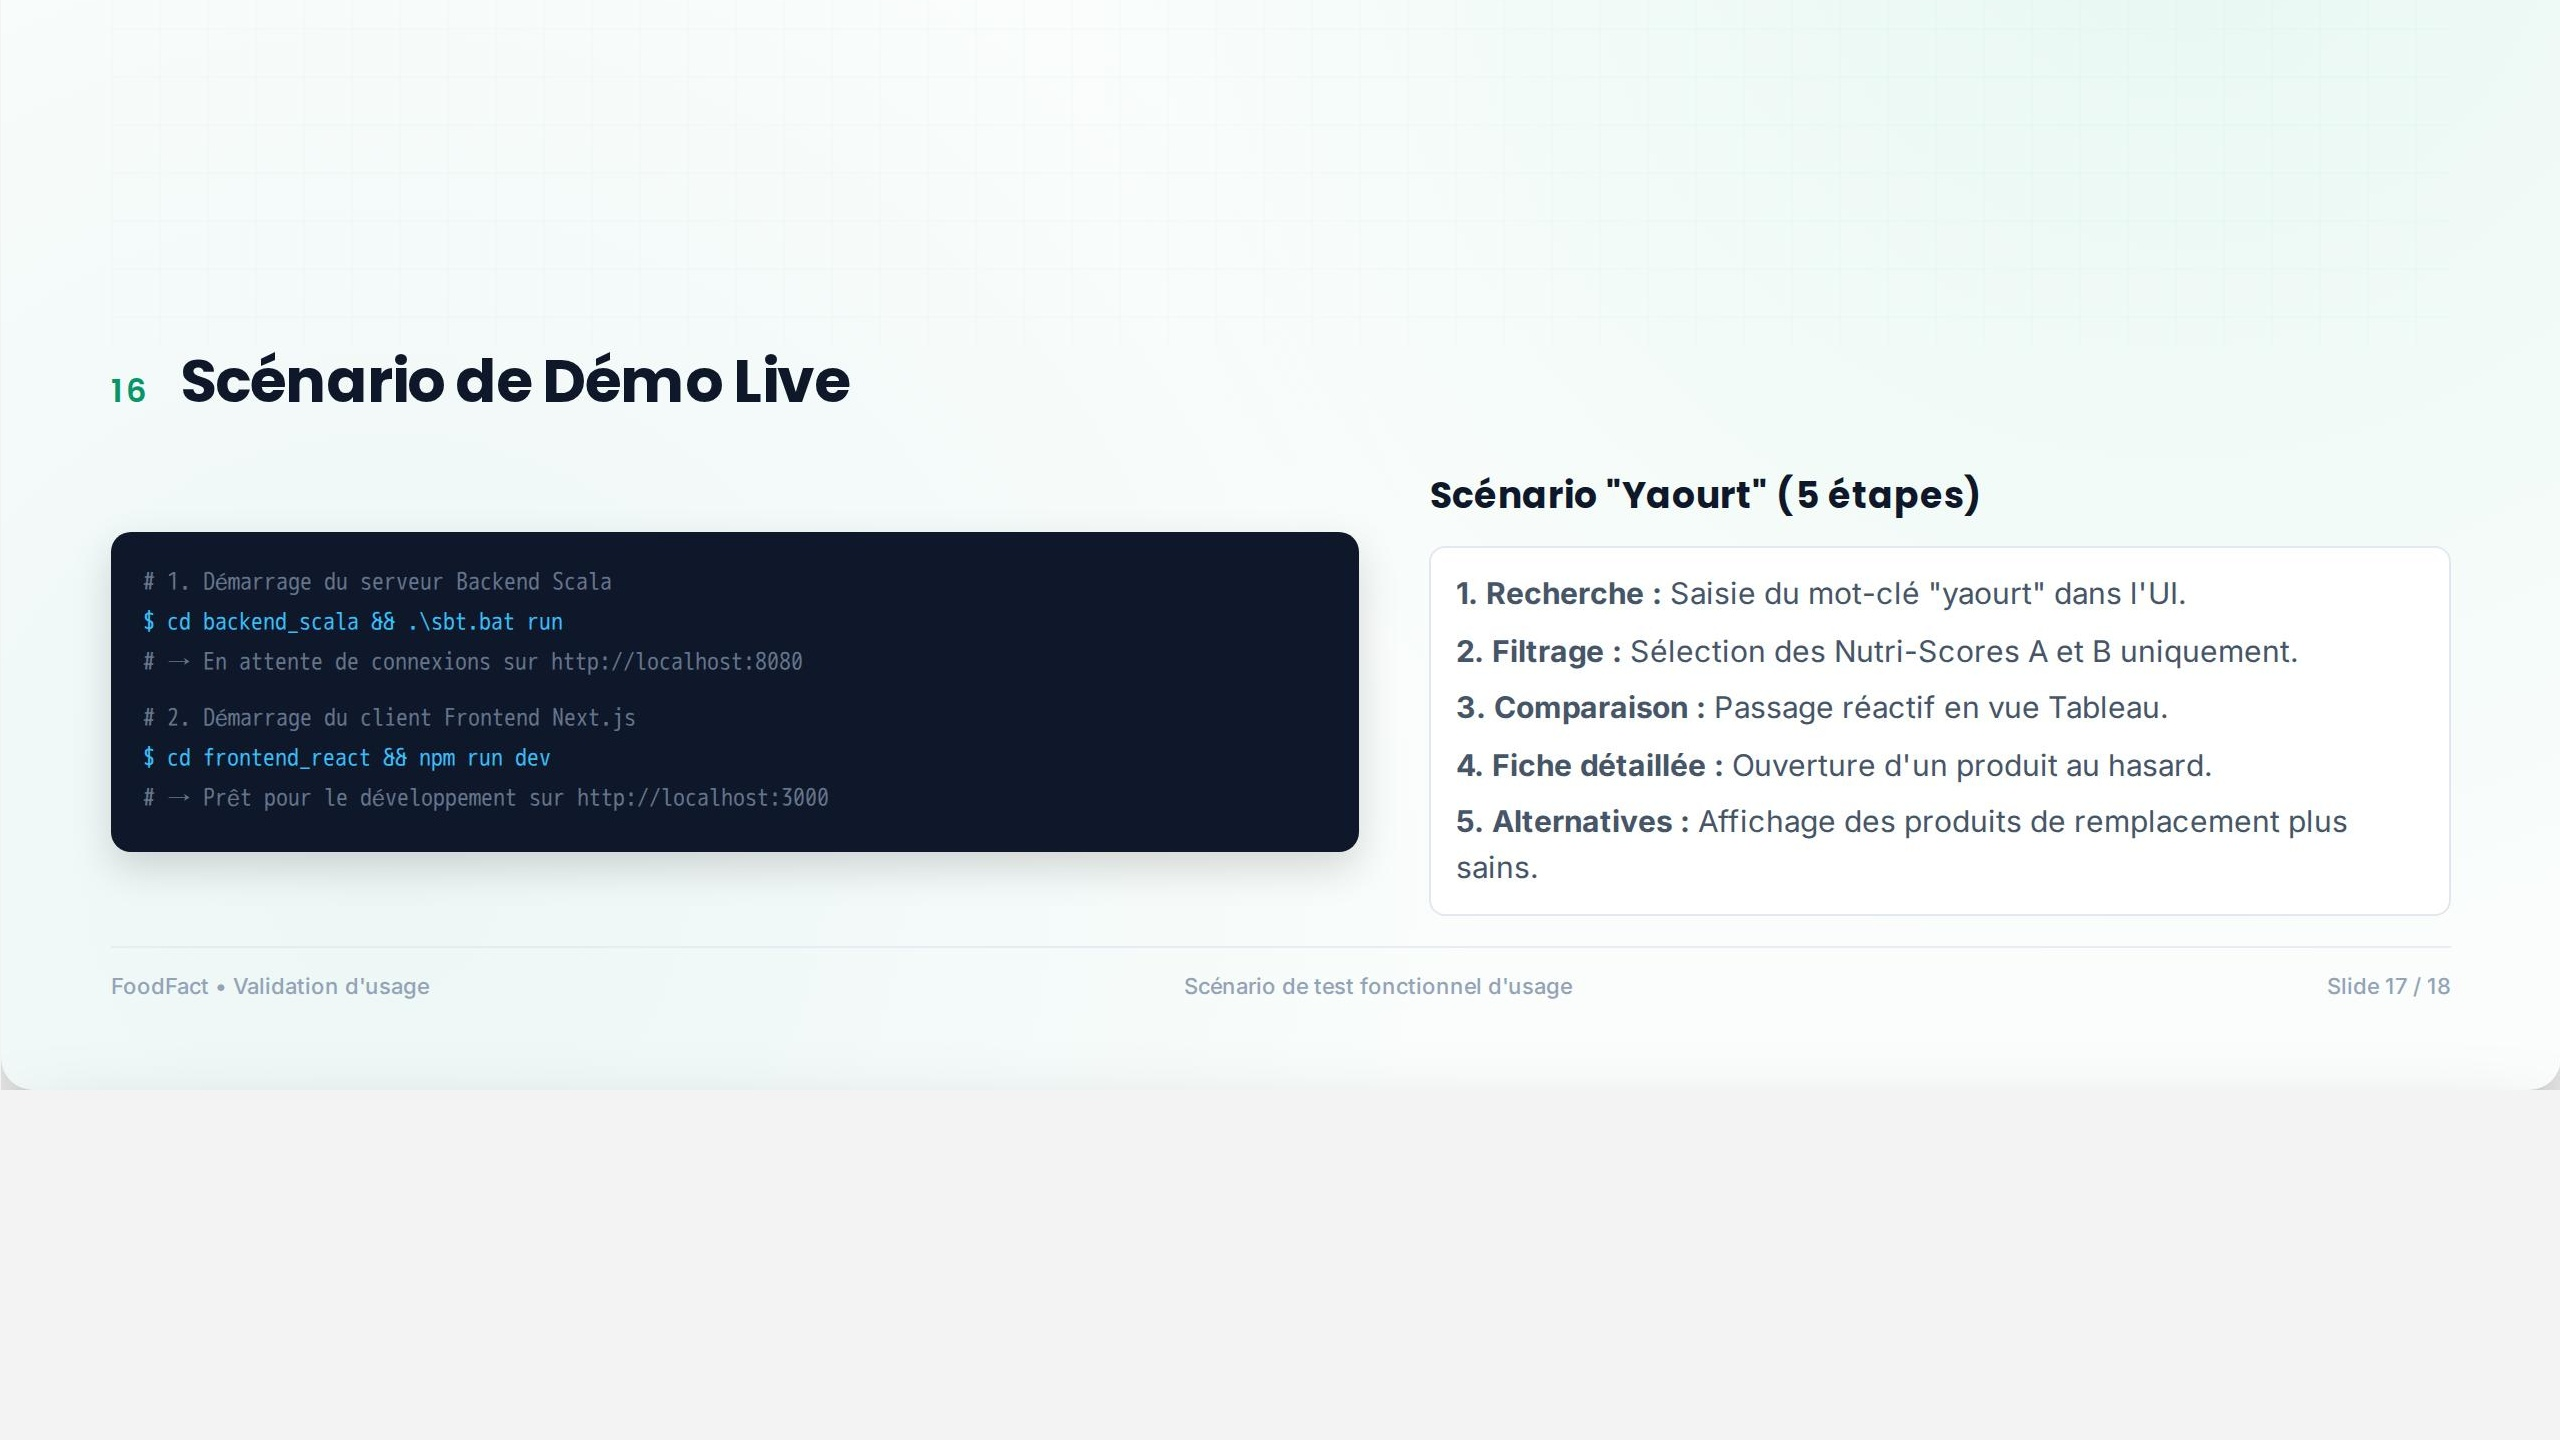 16 Scénario de Démo Live
# 1. Démarrage du serveur Backend Scala
$ cd backend_scala && .\sbt.bat run
# → En attente de connexions sur http://localhost:8080
# 2. Démarrage du client Frontend Next.js
$ cd frontend_react && npm run dev
# → Prêt pour le développement sur http://localhost:3000
Scénario "Yaourt" (5 étapes)
1. Recherche : Saisie du mot-clé "yaourt" dans l'UI.
2. Filtrage : Sélection des Nutri-Scores A et B uniquement.
3. Comparaison : Passage réactif en vue Tableau.
4. Fiche détaillée : Ouverture d'un produit au hasard.
5. Alternatives : Affichage des produits de remplacement plus
sains.
FoodFact • Validation d'usage
Scénario de test fonctionnel d'usage
Slide 17 / 18